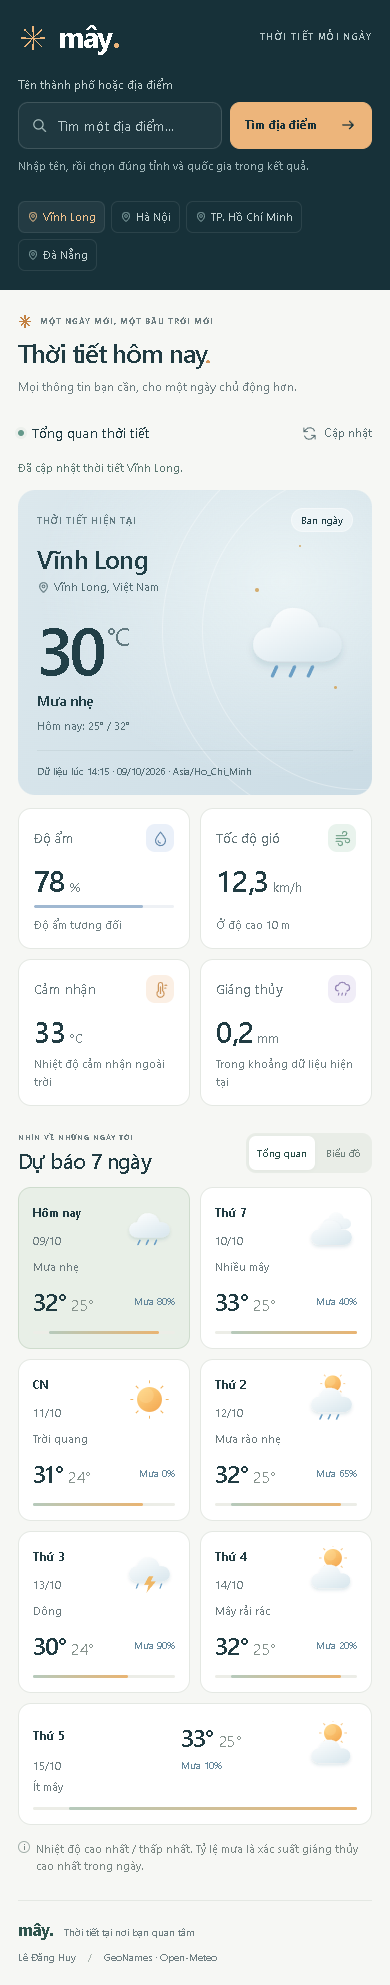 mây.
THỜI TIẾT MỖI NGÀY
Tên thành phố hoặc địa điểm
Tìm một địa điểm...
Tìm địa điểm
Nhập tên, rồi chọn đúng tỉnh và quốc gia trong kết quả.
Vĩnh Long
Hà Nội
TP. Hồ Chí Minh
Đà Nẵng
MỘT NGÀY MỚI, MỘT BẦU TRỜI MỚI
Thời tiết hôm nay.
Mọi thông tin bạn cần, cho một ngày chủ động hơn.
Tổng quan thời tiết
Cập nhật
Đã cập nhật thời tiết Vĩnh Long.
THỜI TIẾT HIỆN TẠI
Ban ngày
Vĩnh Long
Vĩnh Long, Việt Nam
30°C
Mưa nhẹ
Hôm nay: 25° / 32°
Dữ liệu lúc 14:15 · 09/10/2026 · Asia/Ho_Chi_Minh
Độ ẩm
78 %
Độ ẩm tương đối
Tốc độ gió
12,3 km/h
Ở độ cao 10 m
Cảm nhận
33 °C
Nhiệt độ cảm nhận ngoài
trời
Giáng thủy
0,2 mm
Trong khoảng dữ liệu hiện
tại
NHÌN VỀ NHỮNG NGÀY TỚI
Dự báo 7 ngày
Tổng quan
Biểu đồ
Hôm nay
09/10
Mưa nhẹ
32° 25°
Mưa 80%
Thứ 7
10/10
Nhiều mây
33° 25°
Mưa 40%
CN
11/10
Trời quang
31° 24°
Mưa 0%
Thứ 2
12/10
Mưa rào nhẹ
32° 25°
Mưa 65%
Thứ 3
13/10
Dông
30° 24°
Mưa 90%
Thứ 4
14/10
Mây rải rác
32° 25°
Mưa 20%
Thứ 5
15/10
Ít mây
33° 25°
Mưa 10%
Nhiệt độ cao nhất / thấp nhất. Tỷ lệ mưa là xác suất giáng thủy
cao nhất trong ngày.
mây.
Thời tiết tại nơi bạn quan tâm
Lê Đăng Huy / GeoNames · Open-Meteo